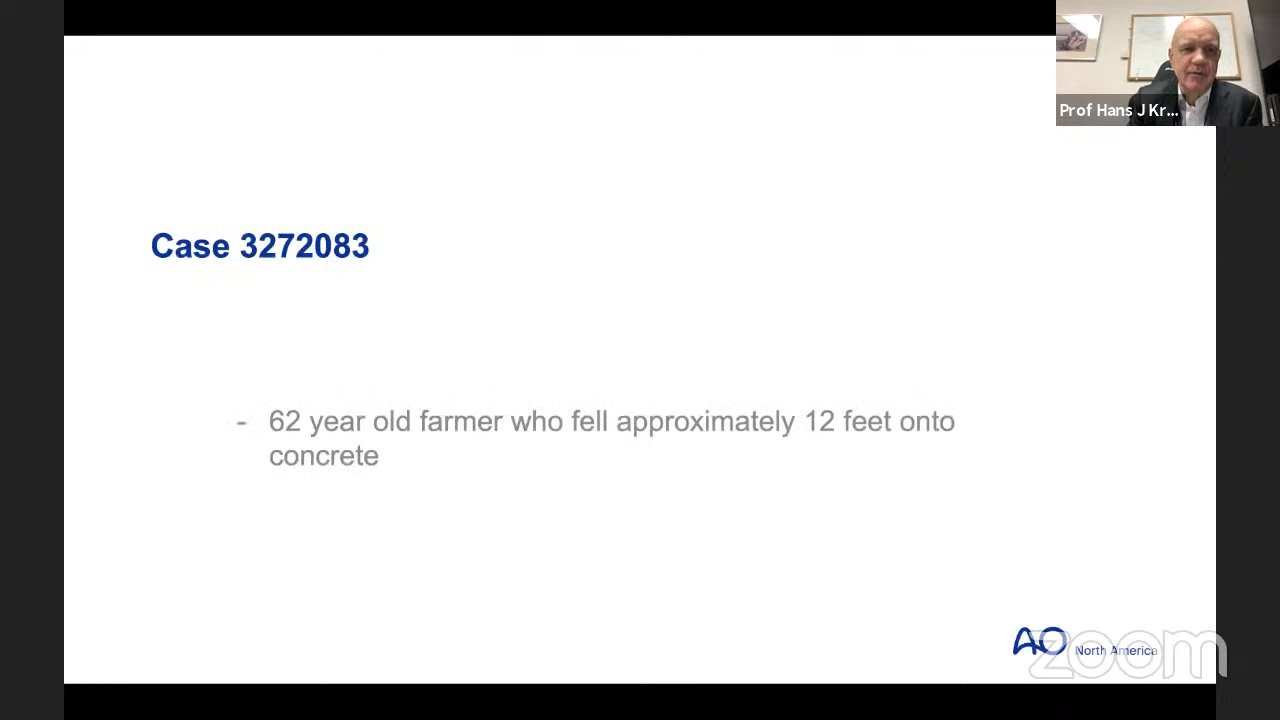 Prof Hans J Kr...
Case 3272083
- 62 year old farmer who fell approximately 12 feet onto
concrete
AO North America
zoom